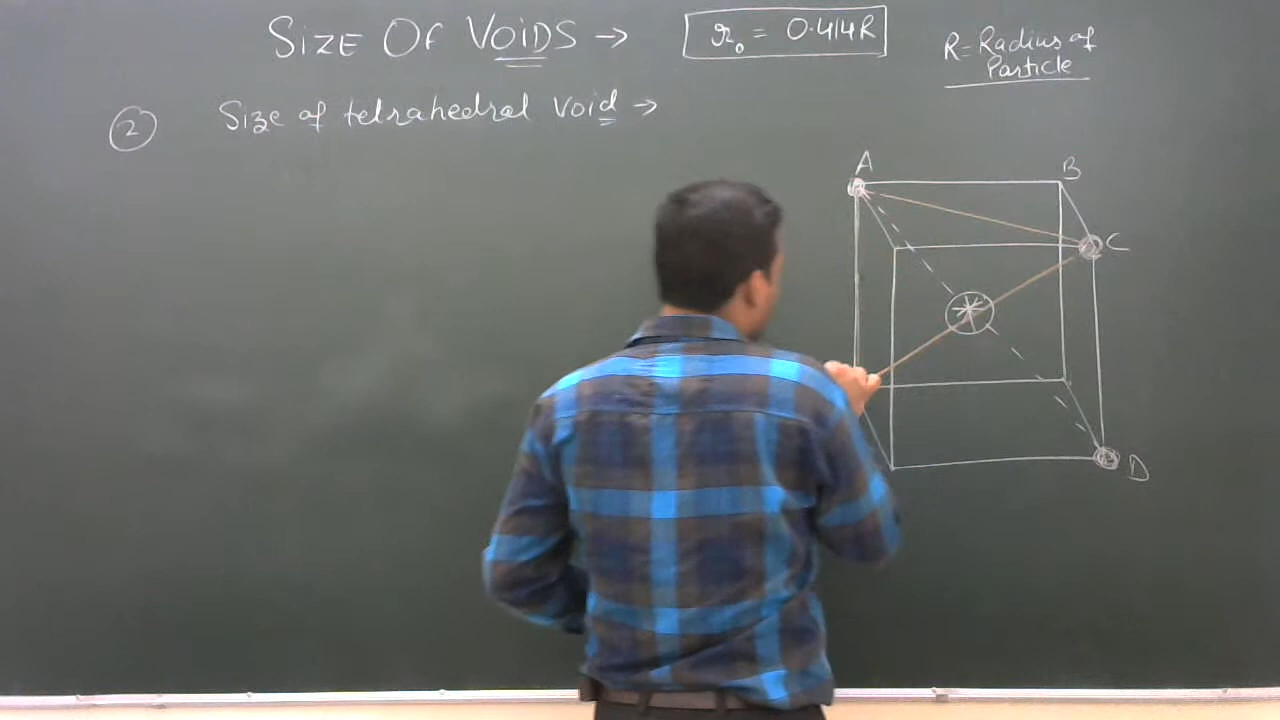 SIZE OF VOIDS →
r₀ = 0.414R
R = Radius of
Particle
② Size of tetrahedral void →
A
B
C
D